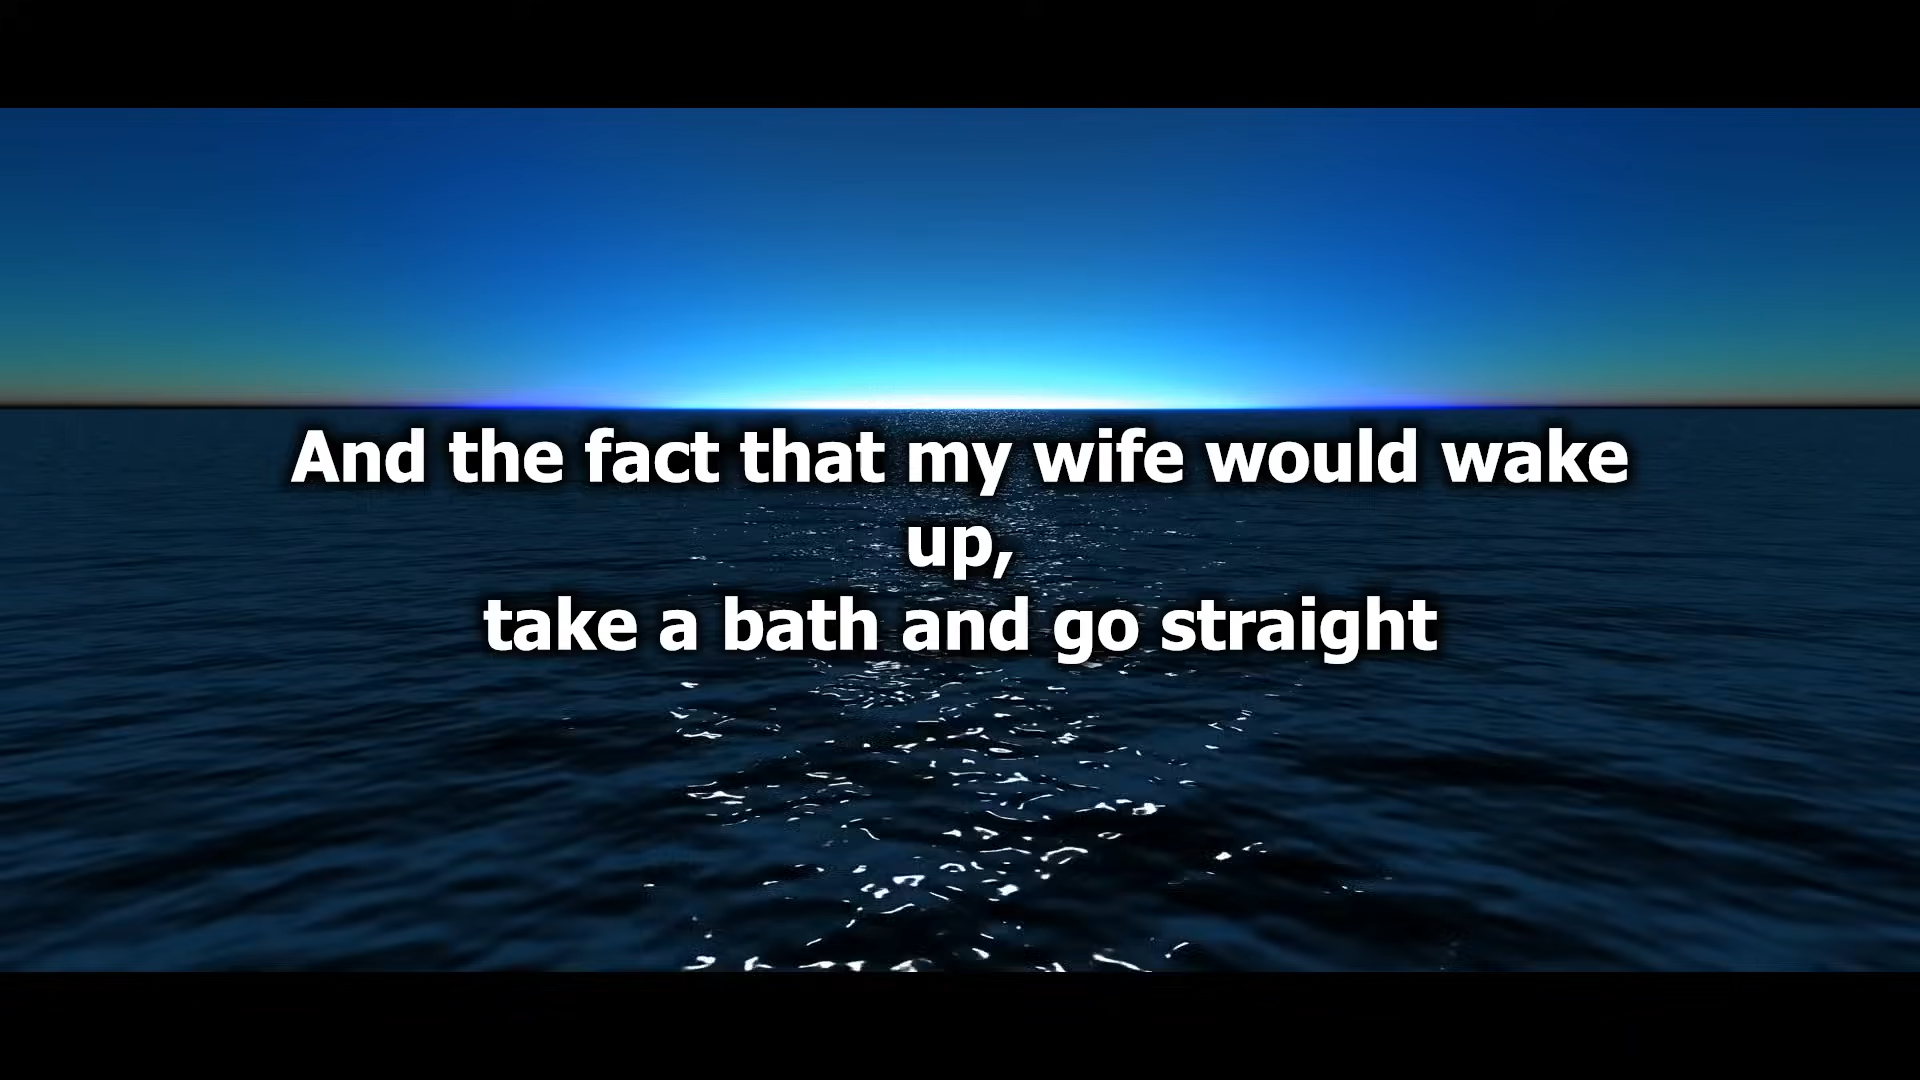 And the fact that my wife would wake
up,
take a bath and go straight